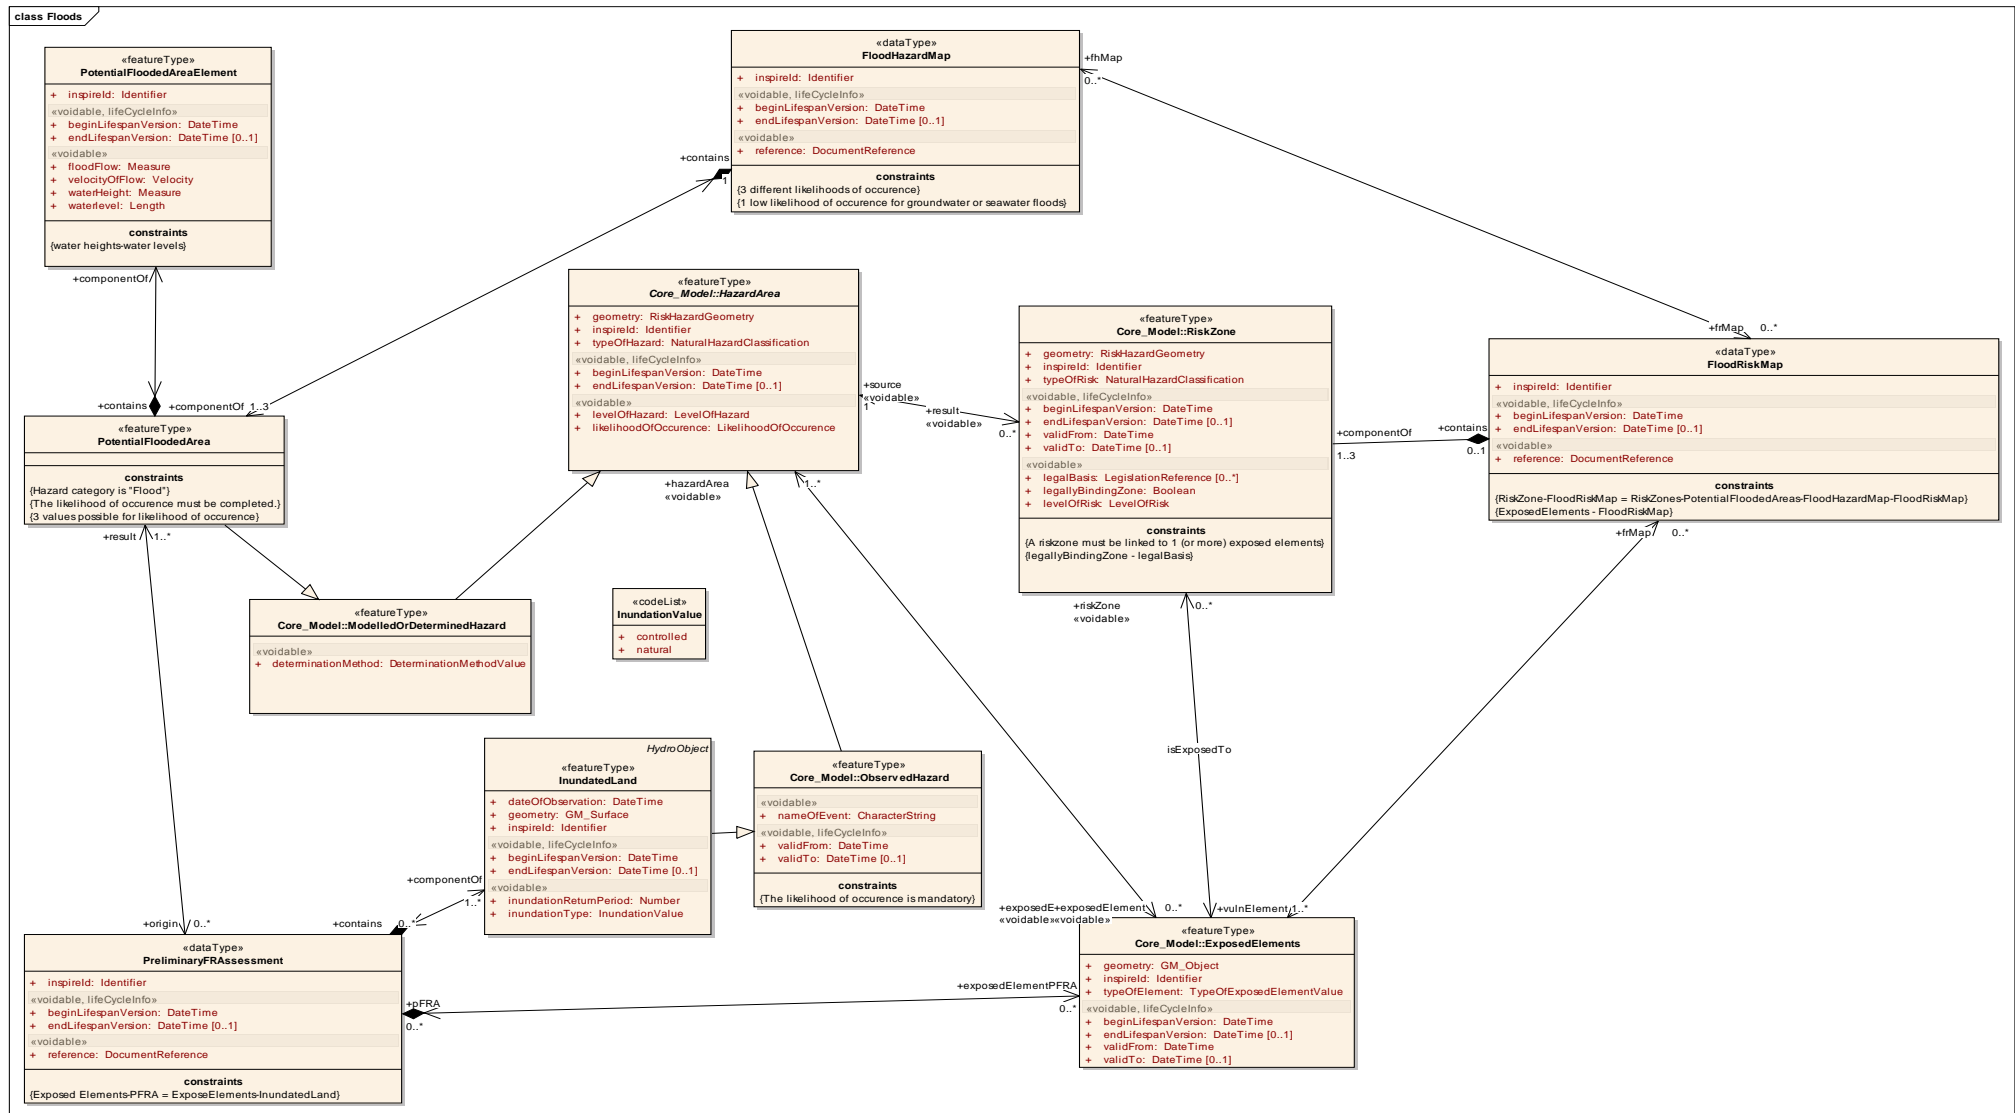 class Floods
«featureType»
PotentialFloodedAreaElement
+ inspireId: Identifier
«voidable, lifeCycleInfo»
+ beginLifespanVersion: DateTime
+ endLifespanVersion: DateTime [0..1]
«voidable»
+ floodFlow: Measure
+ velocityOfFlow: Velocity
+ waterHeight: Measure
+ waterlevel: Length
constraints
{water heights-water levels}
+componentOf
+contains
«dataType»
FloodHazardMap
+ inspireId: Identifier
«voidable, lifeCycleInfo»
+ beginLifespanVersion: DateTime
+ endLifespanVersion: DateTime [0..1]
«voidable»
+ reference: DocumentReference
constraints
{3 different likelihoods of occurence}
{1 low likelihood of occurence for groundwater or seawater floods}
+fhMap
0..*
+contains
1
+componentOf 1..3
«featureType»
Core_Model::HazardArea
+ geometry: RiskHazardGeometry
+ inspireId: Identifier
+ typeOfHazard: NaturalHazardClassification
«voidable, lifeCycleInfo»
+ beginLifespanVersion: DateTime
+ endLifespanVersion: DateTime [0..1]
«voidable»
+ levelOfHazard: LevelOfHazard
+ likelihoodOfOccurence: LikelihoodOfOccurence
+source
«voidable»
1
+result
«voidable»
0..*
+hazardArea
«voidable»
1..*
«featureType»
Core_Model::RiskZone
+ geometry: RiskHazardGeometry
+ inspireId: Identifier
+ typeOfRisk: NaturalHazardClassification
«voidable, lifeCycleInfo»
+ beginLifespanVersion: DateTime
+ endLifespanVersion: DateTime [0..1]
+ validFrom: DateTime
+ validTo: DateTime [0..1]
«voidable»
+ legalBasis: LegislationReference [0..*]
+ legallyBindingZone: Boolean
+ levelOfRisk: LevelOfRisk
constraints
{A riskzone must be linked to 1 (or more) exposed elements}
{legallyBindingZone - legalBasis}
+componentOf
1..3
+contains
0..1
+frMap 0..*
«dataType»
FloodRiskMap
+ inspireId: Identifier
«voidable, lifeCycleInfo»
+ beginLifespanVersion: DateTime
+ endLifespanVersion: DateTime [0..1]
«voidable»
+ reference: DocumentReference
constraints
{RiskZone-FloodRiskMap = RiskZones-PotentialFloodedAreas-FloodHazardMap-FloodRiskMap}
{ExposedElements - FloodRiskMap}
+frMap 0..*
«featureType»
PotentialFloodedArea
constraints
{Hazard category is "Flood"}
{The likelihood of occurence must be completed.}
{3 values possible for likelihood of occurence}
+result 1..*
«featureType»
Core_Model::ModelledOrDeterminedHazard
«voidable»
+ determinationMethod: DeterminationMethodValue
«codeList»
InundationValue
+ controlled
+ natural
+riskZone
«voidable»
0..*
isExposedTo
HydroObject
«featureType»
InundatedLand
+ dateOfObservation: DateTime
+ geometry: GM_Surface
+ inspireId: Identifier
«voidable, lifeCycleInfo»
+ beginLifespanVersion: DateTime
+ endLifespanVersion: DateTime [0..1]
«voidable»
+ inundationReturnPeriod: Number
+ inundationType: InundationValue
«featureType»
Core_Model::ObservedHazard
«voidable»
+ nameOfEvent: CharacterString
«voidable, lifeCycleInfo»
+ validFrom: DateTime
+ validTo: DateTime [0..1]
constraints
{The likelihood of occurence is mandatory}
+componentOf
1..*
+contains 0..*
+origin 0..*
«dataType»
PreliminaryFRAssessment
+ inspireId: Identifier
«voidable, lifeCycleInfo»
+ beginLifespanVersion: DateTime
+ endLifespanVersion: DateTime [0..1]
«voidable»
+ reference: DocumentReference
constraints
{Exposed Elements-PFRA = ExposeElements-InundatedLand}
+pFRA
0..*
+exposedElementPFRA
0..*
+exposedE+exposedElement 0..*
«voidable»«voidable»
+vulnElement 1..*
«featureType»
Core_Model::ExposedElements
+ geometry: GM_Object
+ inspireId: Identifier
+ typeOfElement: TypeOfExposedElementValue
«voidable, lifeCycleInfo»
+ beginLifespanVersion: DateTime
+ endLifespanVersion: DateTime [0..1]
+ validFrom: DateTime
+ validTo: DateTime [0..1]